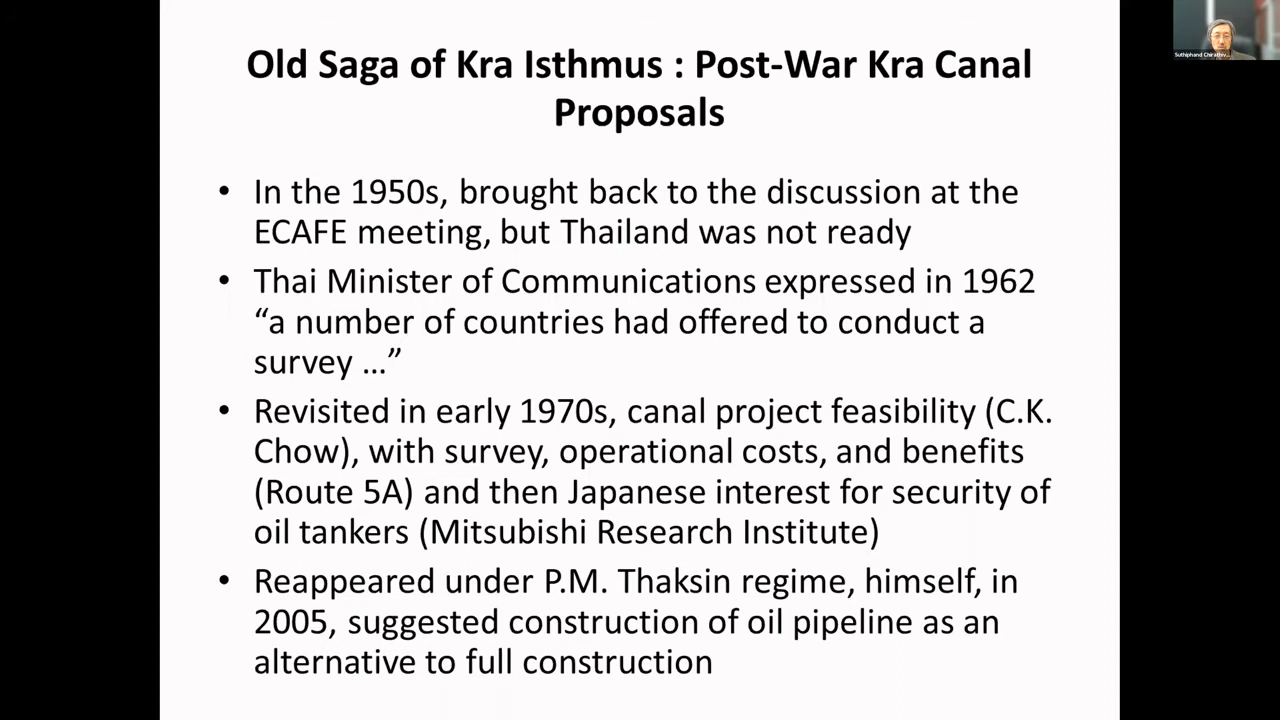 Suthiphand Chirathiv...
Old Saga of Kra Isthmus : Post-War Kra Canal
Proposals
• In the 1950s, brought back to the discussion at the
ECAFE meeting, but Thailand was not ready
• Thai Minister of Communications expressed in 1962
“a number of countries had offered to conduct a
survey …”
• Revisited in early 1970s, canal project feasibility (C.K.
Chow), with survey, operational costs, and benefits
(Route 5A) and then Japanese interest for security of
oil tankers (Mitsubishi Research Institute)
• Reappeared under P.M. Thaksin regime, himself, in
2005, suggested construction of oil pipeline as an
alternative to full construction